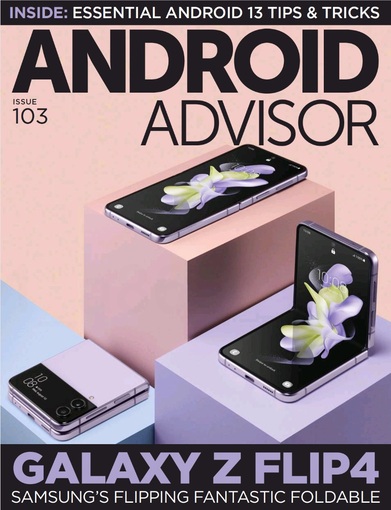 INSIDE: ESSENTIAL ANDROID 13 TIPS & TRICKS
ANDROID
ISSUE
103
ADVISOR
GALAXY Z FLIP4
SAMSUNG'S FLIPPING FANTASTIC FOLDABLE